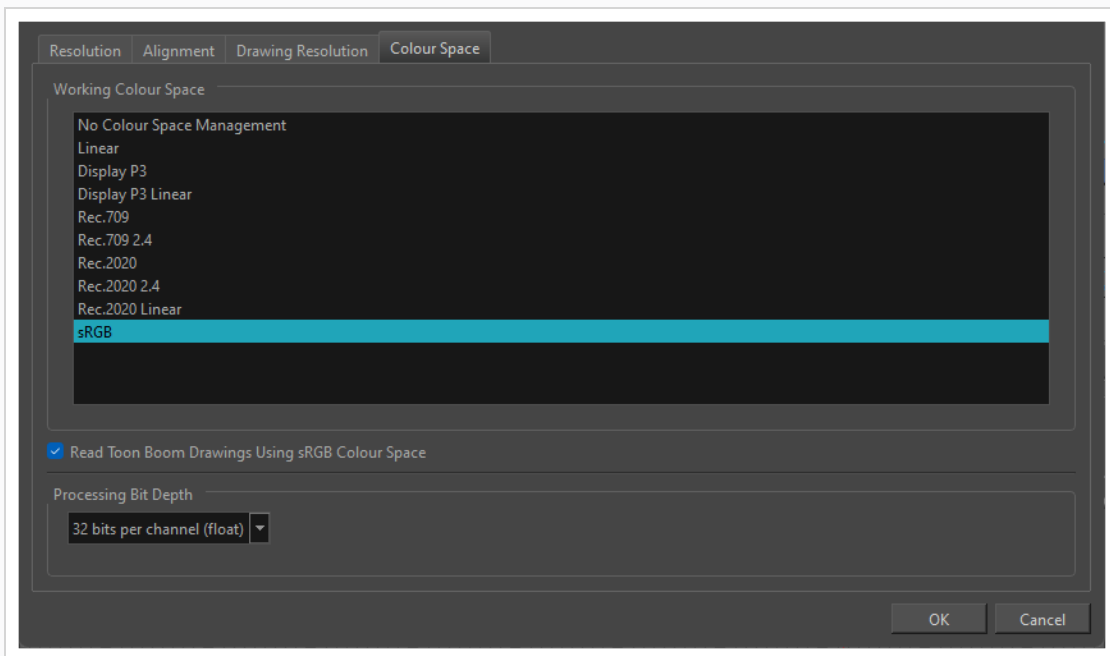 Resolution Alignment Drawing Resolution Colour Space
Working Colour Space
No Colour Space Management
Linear
Display P3
Display P3 Linear
Rec.709
Rec.709 2.4
Rec.2020
Rec.2020 2.4
Rec.2020 Linear
sRGB
Read Toon Boom Drawings Using sRGB Colour Space
Processing Bit Depth
32 bits per channel (float)
OK Cancel